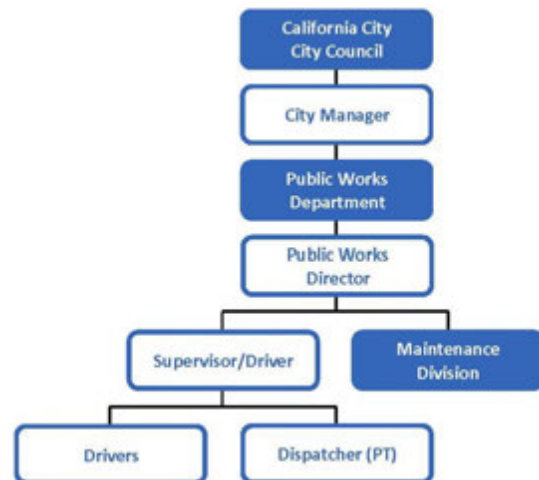 California City
City Council
City Manager
Public Works
Department
Public Works
Director
Supervisor/Driver
Maintenance
Division
Drivers
Dispatcher (PT)